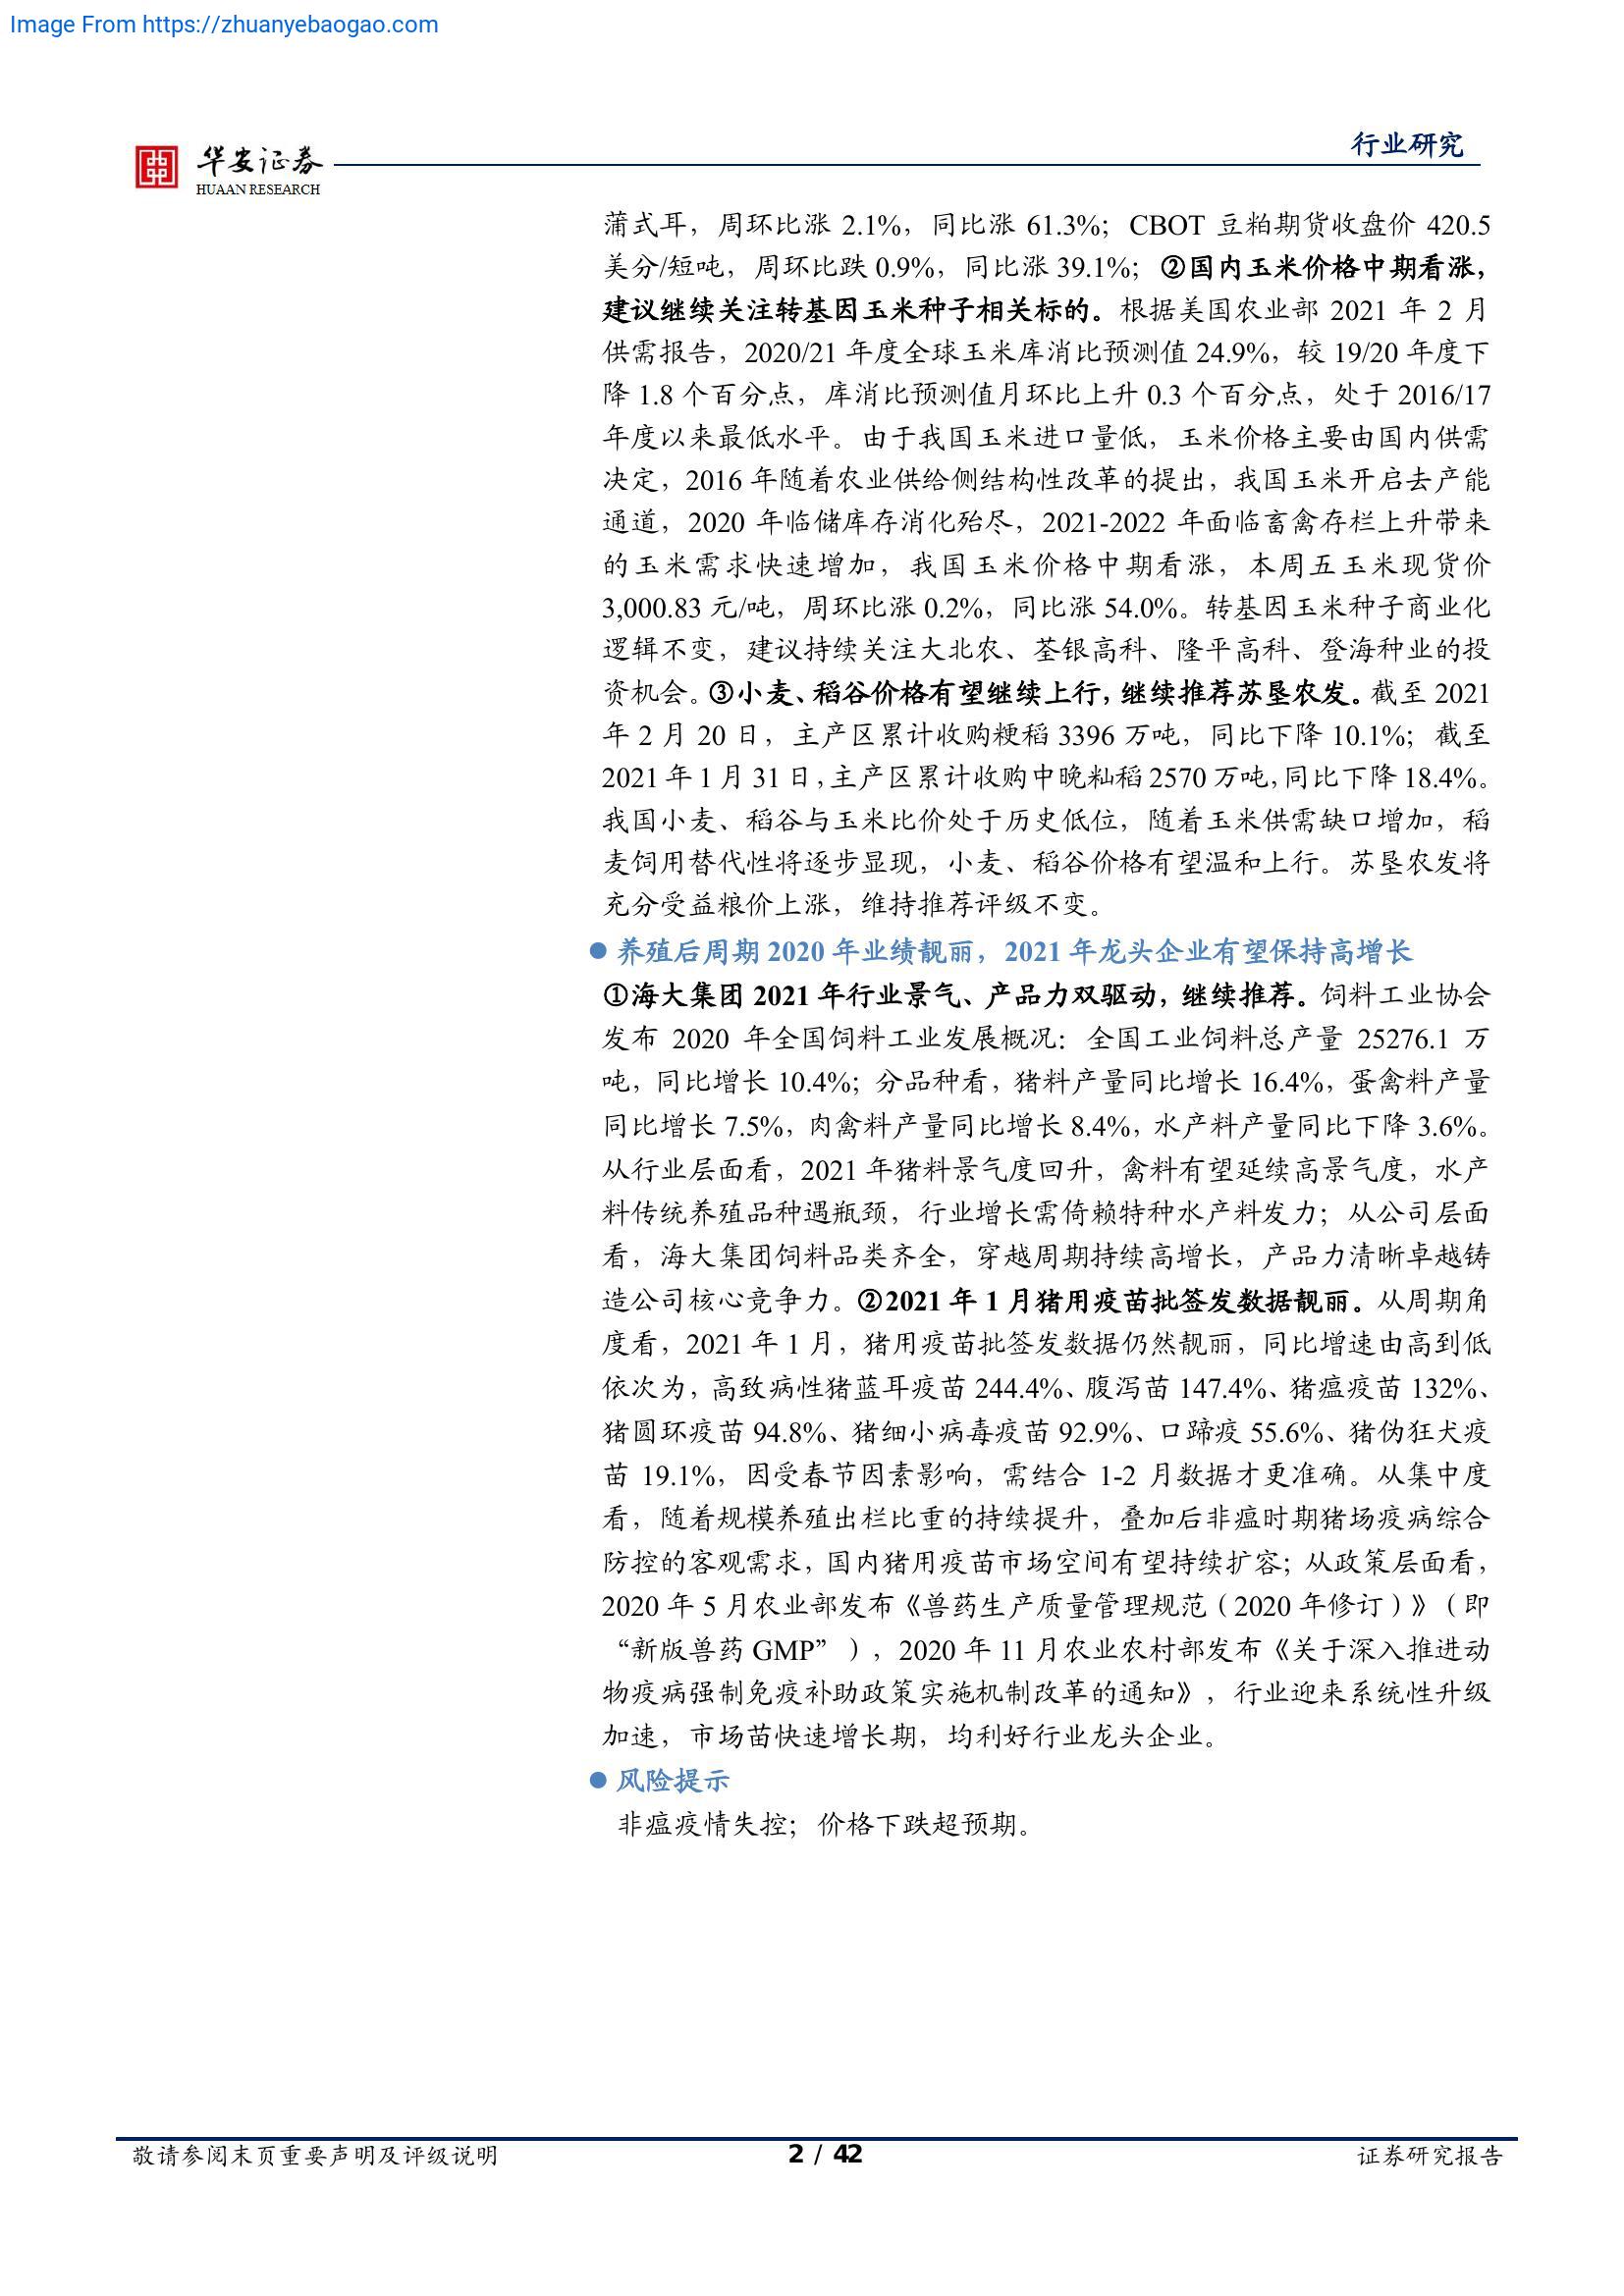 Image From https://zhuanyebaogao.com
行业研究
华安证券
HUAAN RESEARCH
蒲式耳，周环比涨 2.1%，同比涨 61.3%；CBOT 豆粕期货收盘价 420.5
美分/短吨，周环比跌 0.9%，同比涨 39.1%；②国内玉米价格中期看涨，
建议继续关注转基因玉米种子相关标的。根据美国农业部 2021 年 2 月
供需报告，2020/21 年度全球玉米库消比预测值 24.9%，较 19/20 年度下
降 1.8 个百分点，库消比预测值月环比上升 0.3 个百分点，处于 2016/17
年度以来最低水平。由于我国玉米进口量低，玉米价格主要由国内供需
决定，2016 年随着农业供给侧结构性改革的提出，我国玉米开启去产能
通道，2020 年临储库存消化殆尽，2021-2022 年面临畜禽存栏上升带来
的玉米需求快速增加，我国玉米价格中期看涨，本周五玉米现货价
3,000.83 元/吨，周环比涨 0.2%，同比涨 54.0%。转基因玉米种子商业化
逻辑不变，建议持续关注大北农、荃银高科、隆平高科、登海种业的投
资机会。③小麦、稻谷价格有望继续上行，继续推荐苏垦农发。截至 2021
年 2 月 20 日，主产区累计收购粳稻 3396 万吨，同比下降 10.1%；截至
2021 年 1 月 31 日，主产区累计收购中晚籼稻 2570 万吨，同比下降 18.4%。
我国小麦、稻谷与玉米比价处于历史低位，随着玉米供需缺口增加，稻
麦饲用替代性将逐步显现，小麦、稻谷价格有望温和上行。苏垦农发将
充分受益粮价上涨，维持推荐评级不变。
● 养殖后周期 2020 年业绩靓丽，2021 年龙头企业有望保持高增长
①海大集团 2021 年行业景气、产品力双驱动，继续推荐。饲料工业协会
发布 2020 年全国饲料工业发展概况：全国工业饲料总产量 25276.1 万
吨，同比增长 10.4%；分品种看，猪料产量同比增长 16.4%，蛋禽料产量
同比增长 7.5%，肉禽料产量同比增长 8.4%，水产料产量同比下降 3.6%。
从行业层面看，2021 年猪料景气度回升，禽料有望延续高景气度，水产
料传统养殖品种遇瓶颈，行业增长需倚赖特种水产料发力；从公司层面
看，海大集团饲料品类齐全，穿越周期持续高增长，产品力清晰卓越铸
造公司核心竞争力。②2021 年 1 月猪用疫苗批签发数据靓丽。从周期角
度看，2021 年 1 月，猪用疫苗批签发数据仍然靓丽，同比增速由高到低
依次为，高致病性猪蓝耳疫苗 244.4%、腹泻苗 147.4%、猪瘟疫苗 132%、
猪圆环疫苗 94.8%、猪细小病毒疫苗 92.9%、口蹄疫 55.6%、猪伪狂犬疫
苗 19.1%，因受春节因素影响，需结合 1-2 月数据才更准确。从集中度
看，随着规模养殖出栏比重的持续提升，叠加后非瘟时期猪场疫病综合
防控的客观需求，国内猪用疫苗市场空间有望持续扩容；从政策层面看，
2020 年 5 月农业部发布《兽药生产质量管理规范（2020 年修订）》（即
“新版兽药 GMP”），2020 年 11 月农业农村部发布《关于深入推进动
物疫病强制免疫补助政策实施机制改革的通知》，行业迎来系统性升级
加速，市场苗快速增长期，均利好行业龙头企业。
● 风险提示
非瘟疫情失控；价格下跌超预期。
敬请参阅末页重要声明及评级说明
2 / 42
证券研究报告